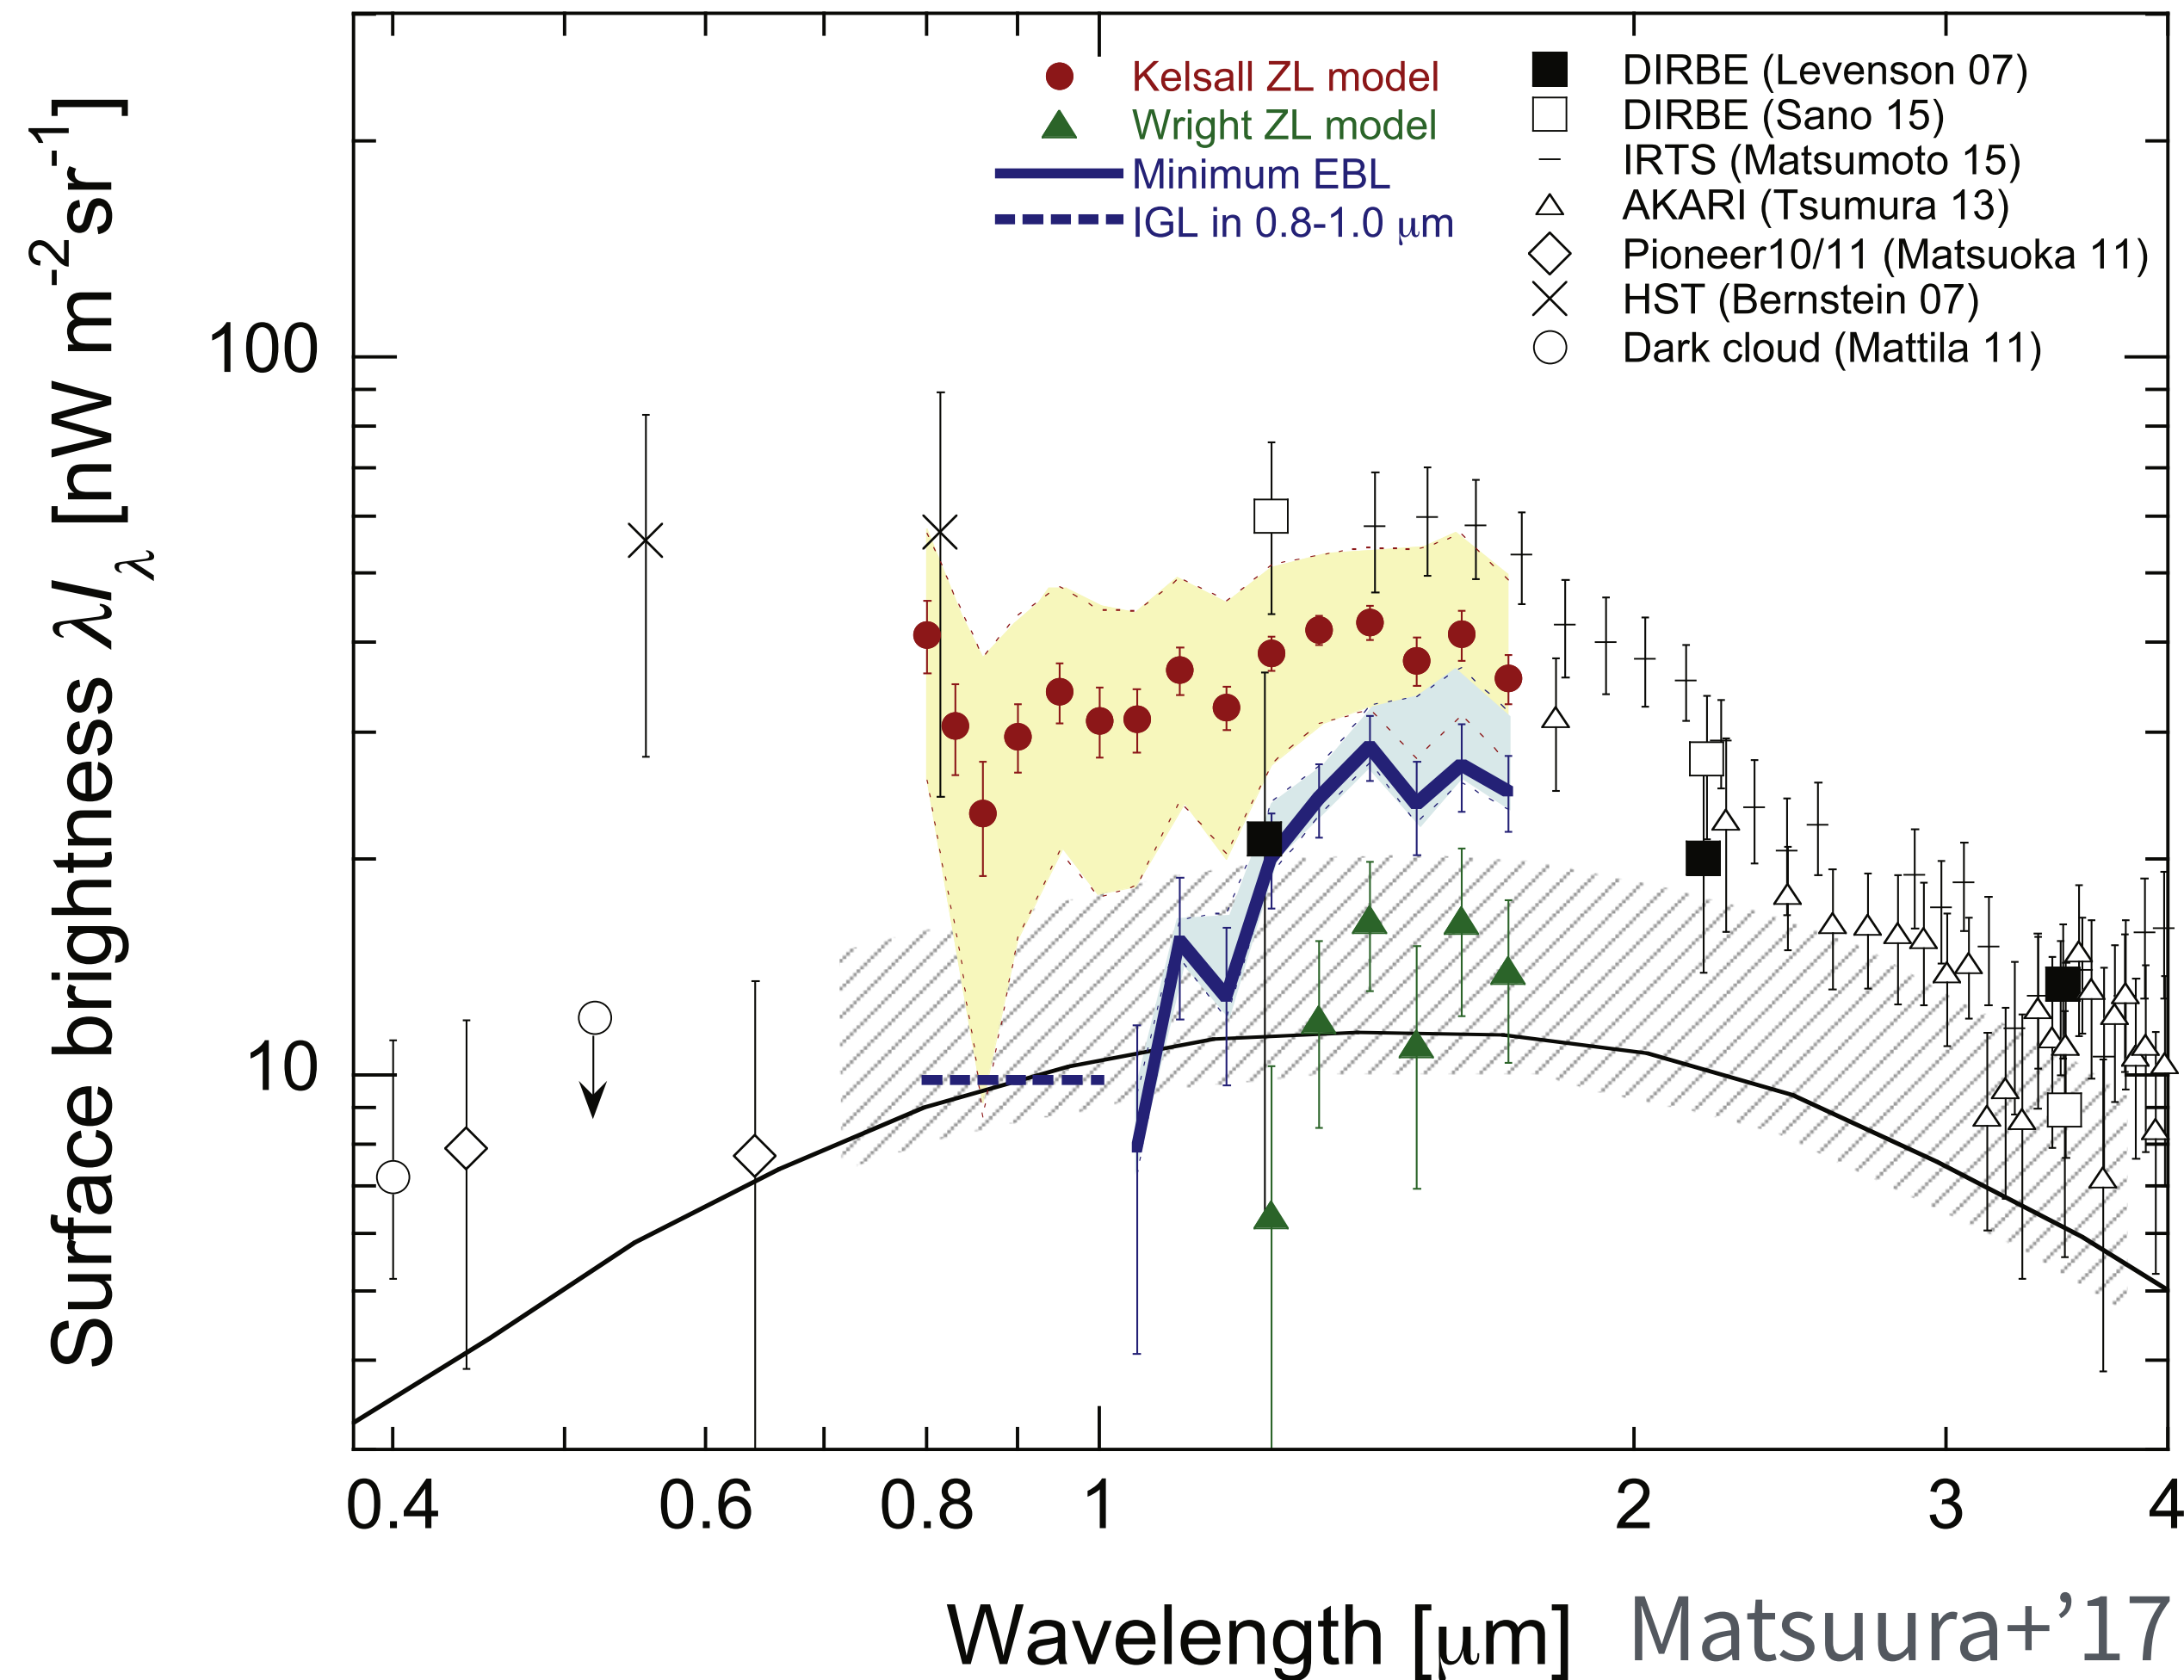 Kelsall ZL model
Wright ZL model
Minimum EBL
IGL in 0.8-1.0 μm
DIRBE (Levenson 07)
DIRBE (Sano 15)
IRTS (Matsumoto 15)
AKARI (Tsumura 13)
Pioneer10/11 (Matsuoka 11)
HST (Bernstein 07)
Dark cloud (Mattila 11)
Surface brightness λI_λ [nW m^-2 sr^-1]
100
10
0.4 0.6 0.8 1 2 3 4
Wavelength [μm]
Matsuura+’17